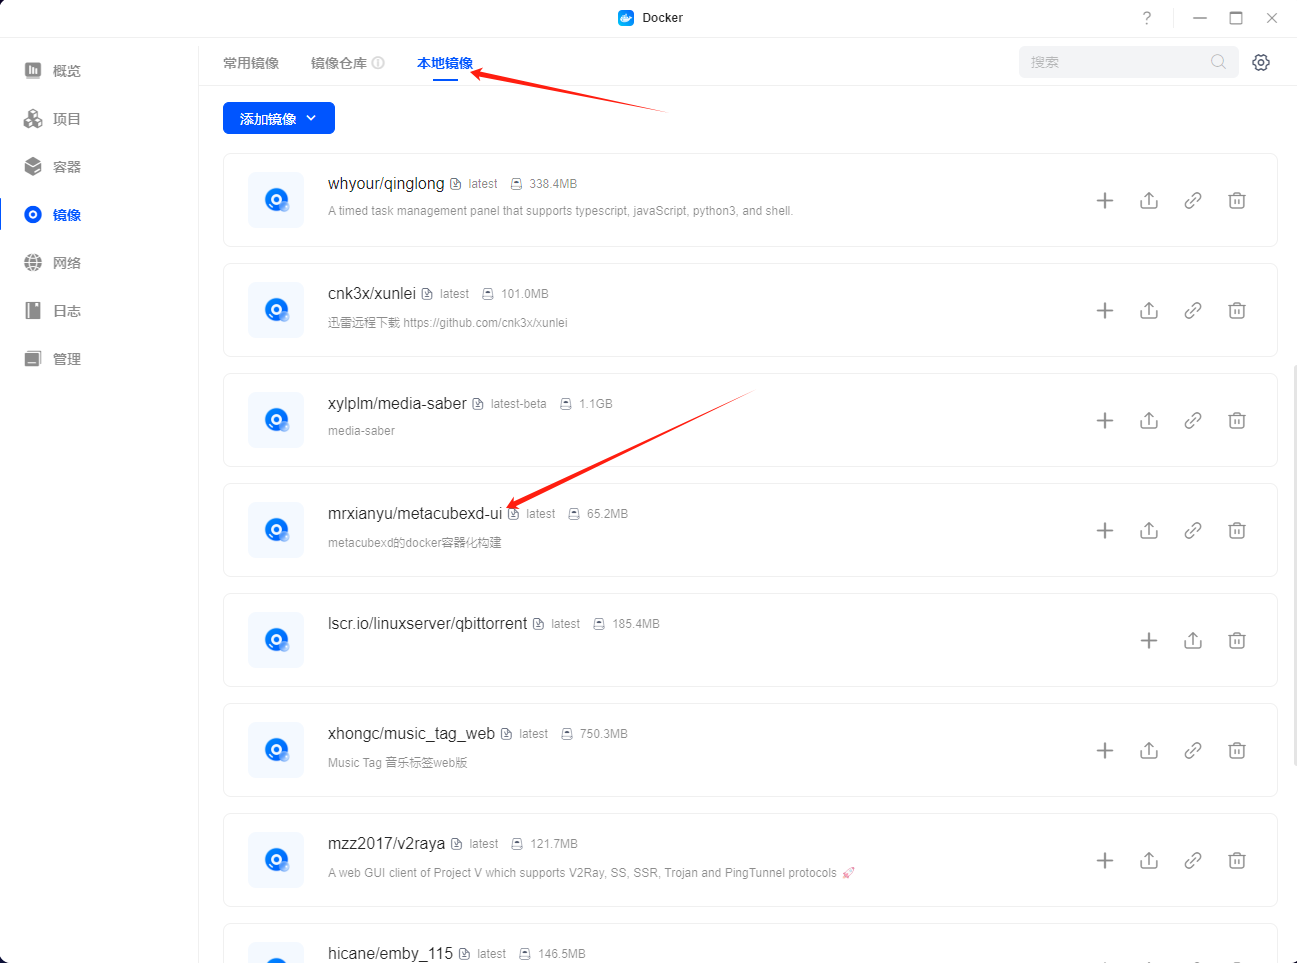 Docker
概览
项目
容器
镜像
网络
日志
管理
常用镜像 镜像仓库 本地镜像
搜索
添加镜像
whyour/qinglong latest 338.4MB
A timed task management panel that supports typescript, javaScript, python3, and shell.
cnk3x/xunlei latest 101.0MB
迅雷远程下载 https://github.com/cnk3x/xunlei
xylplm/media-saber latest-beta 1.1GB
media-saber
mrxianyu/metacubexd-ui latest 65.2MB
metacubexd的docker容器化构建
lscr.io/linuxserver/qbittorrent latest 185.4MB
xhongc/music_tag_web latest 750.3MB
Music Tag 音乐标签web版
mzz2017/v2raya latest 121.7MB
A web GUI client of Project V which supports V2Ray, SS, SSR, Trojan and PingTunnel protocols 🚀
hicane/emby_115 latest 146.5MB